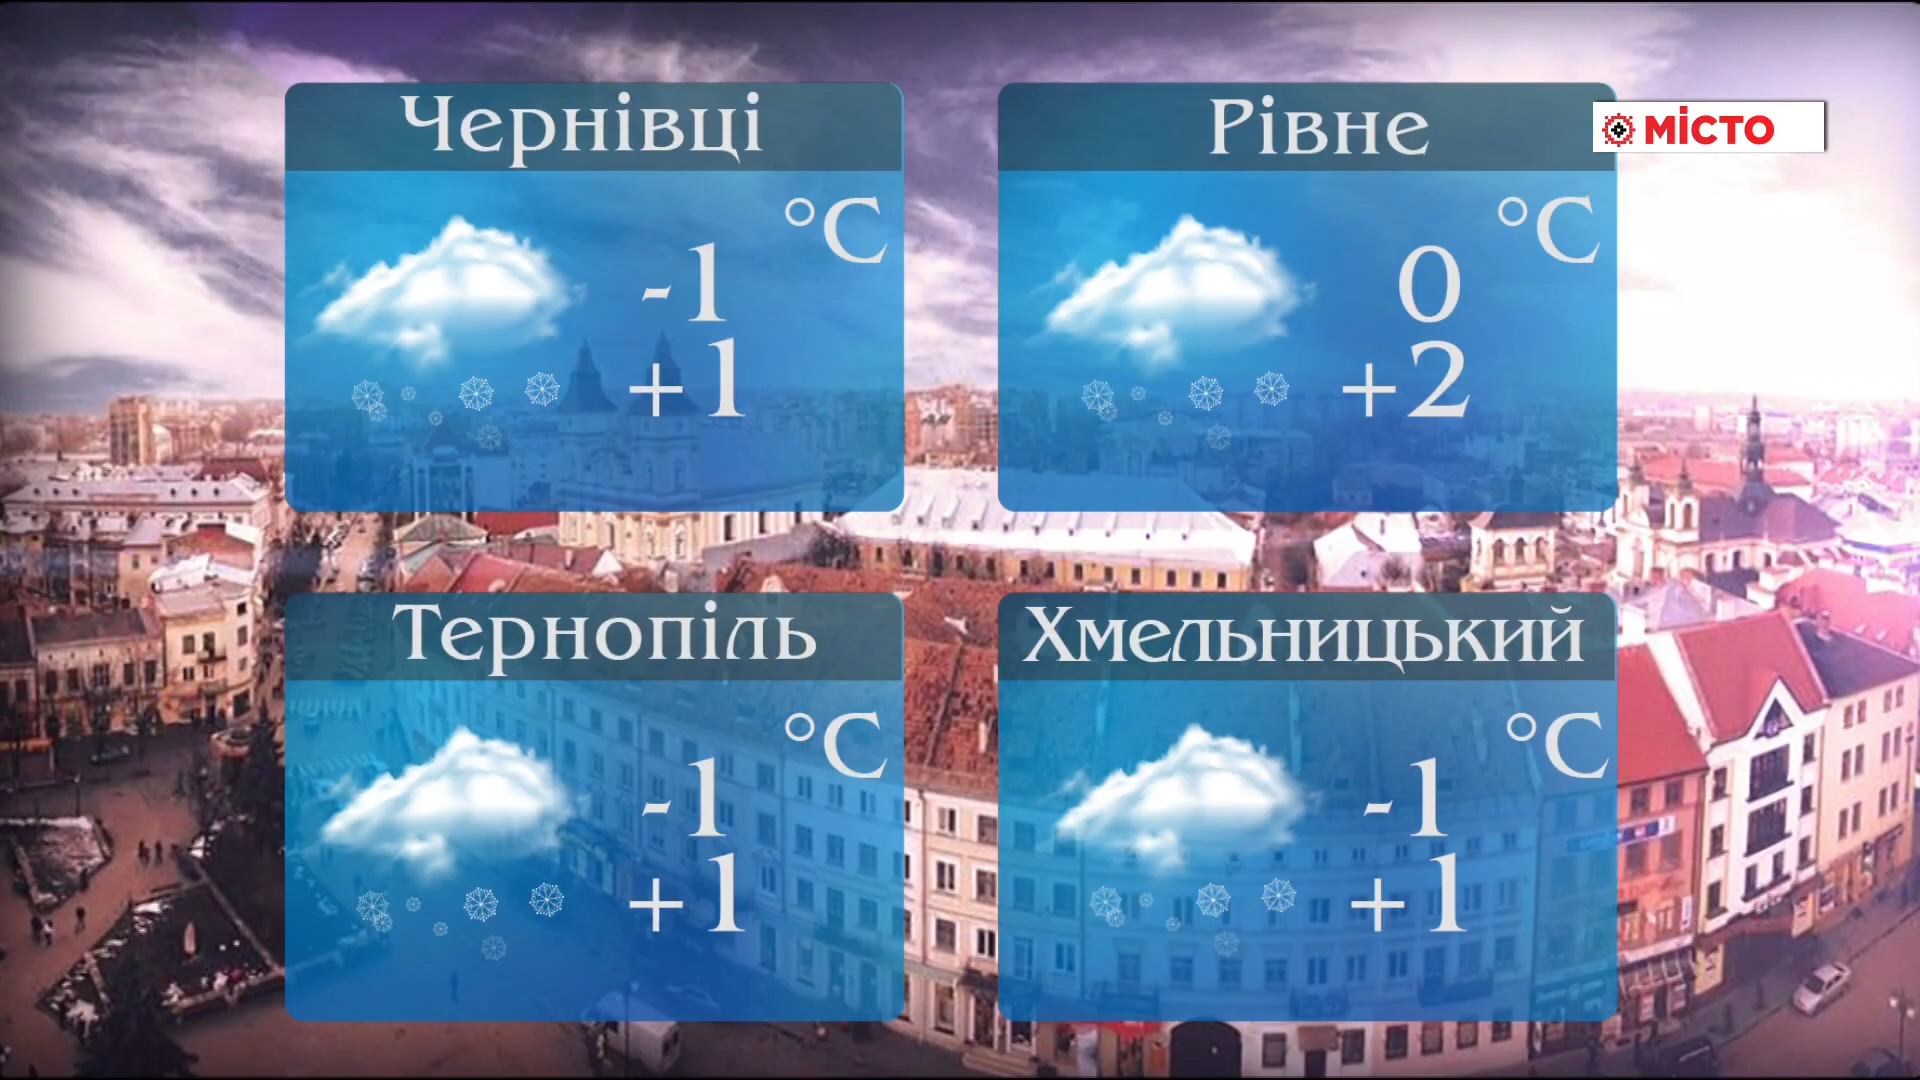 Чернівці
°C
-1
+1
Рівне
°C
0
+2
МІСТО
Тернопіль
°C
-1
+1
Хмельницький
°C
-1
+1